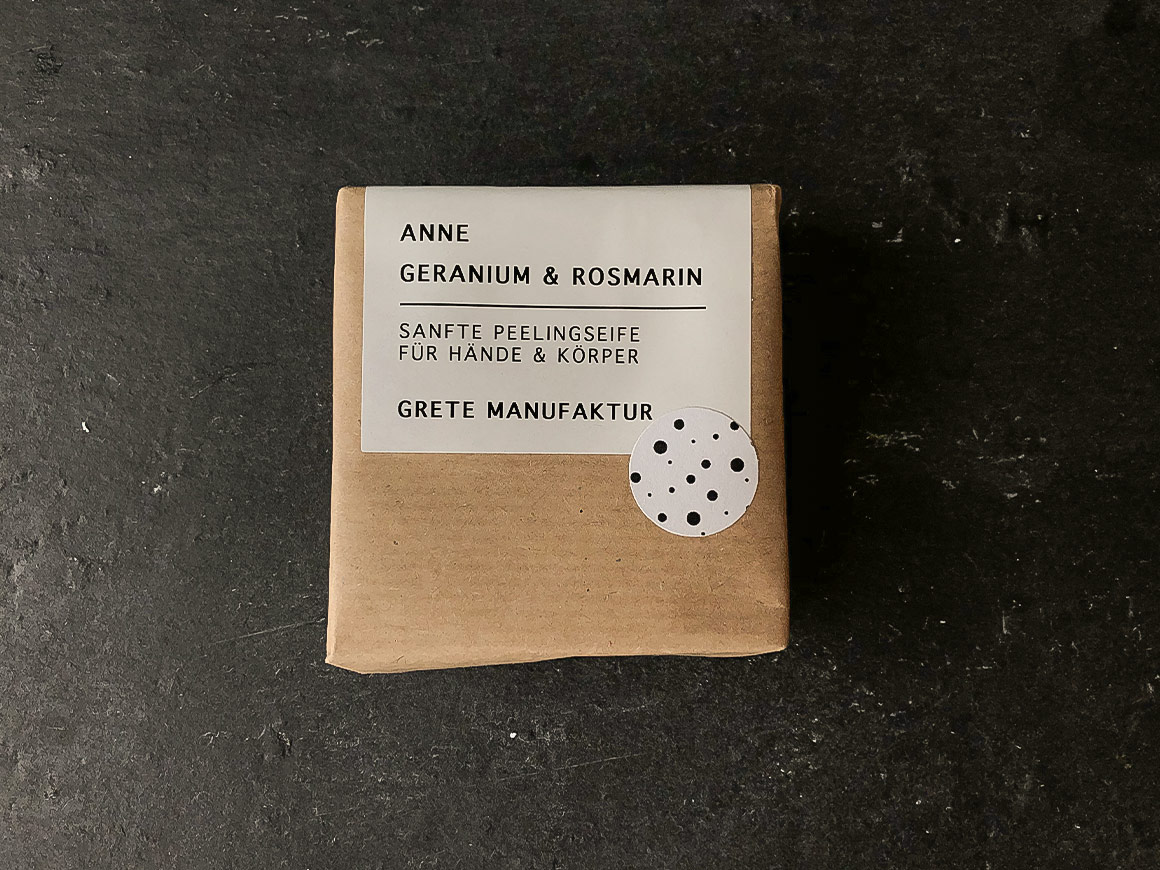 ANNE
GERANIUM & ROSMARIN
SANFTE PEELINGSEIFE
FÜR HÄNDE & KÖRPER
GRETE MANUFAKTUR